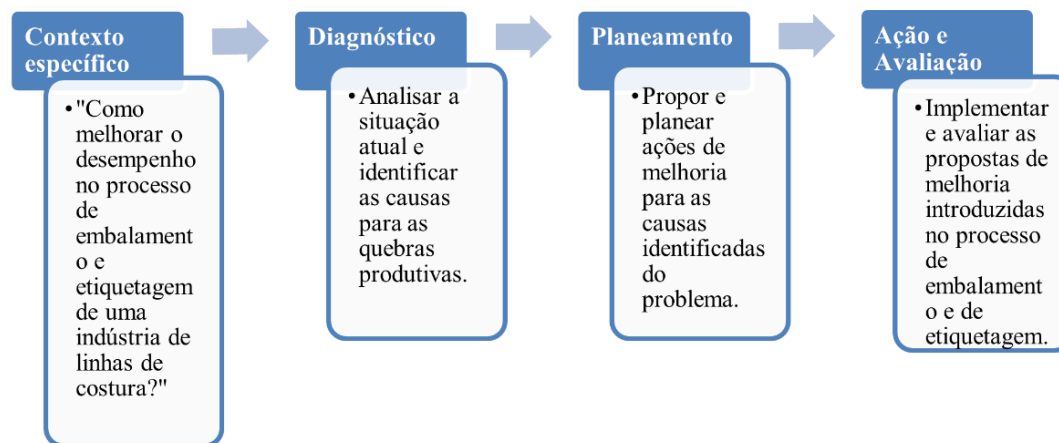 Contexto
específico
•"Como
melhorar o
desempenho
no processo
de
embalament
o e
etiquetagem
de uma
indústria de
linhas de
costura?"
Diagnóstico
•Analisar a
situação
atual e
identificar
as causas
para as
quebras
produtivas.
Planeamento
•Propor e
planear
ações de
melhoria
para as
causas
identificadas
do
problema.
Ação e
Avaliação
•Implementar
e avaliar as
propostas de
melhoria
introduzidas
no processo
de
embalament
o e de
etiquetagem.